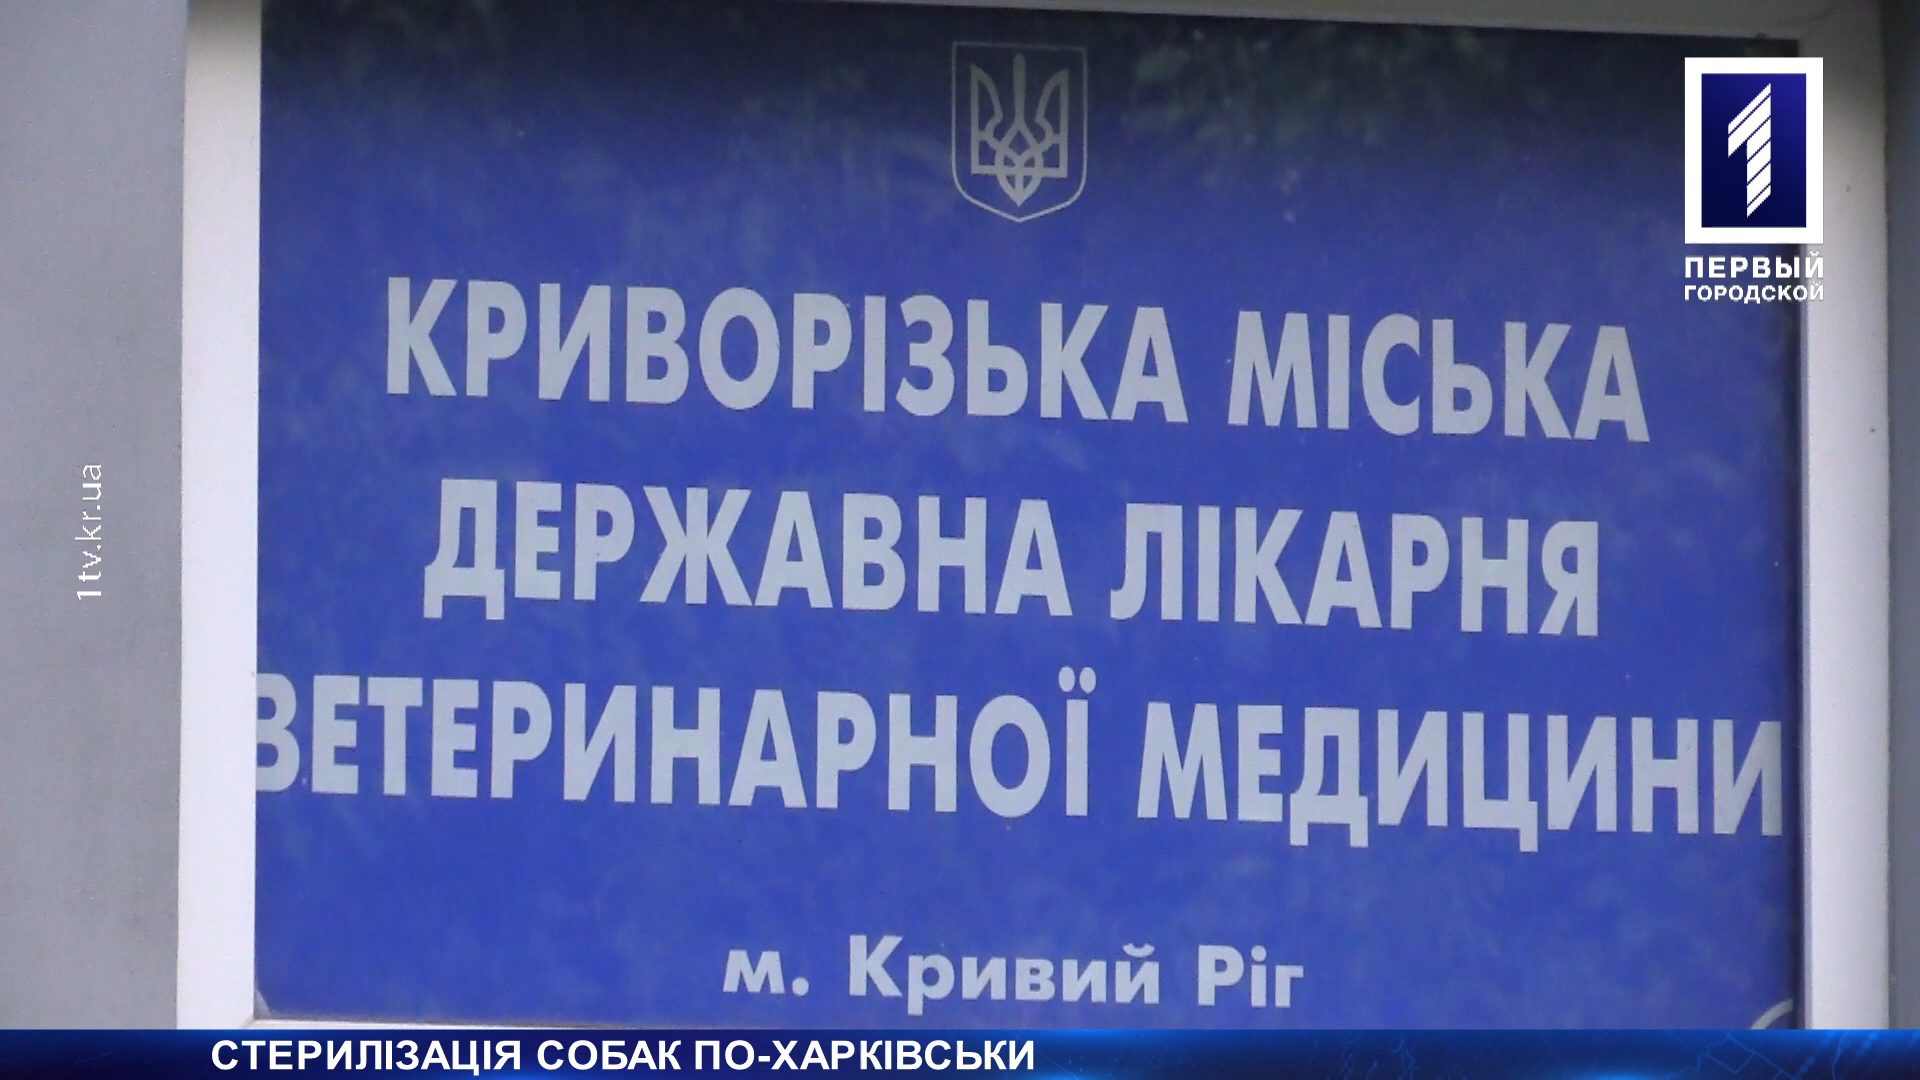 ПЕРВЫЙ
ГОРОДСКОЙ
КРИВОРІЗЬКА МІСЬКА
ДЕРЖАВНА ЛІКАРНЯ
ВЕТЕРИНАРНОЇ МЕДИЦИНИ
м. Кривий Ріг
1tv.kr.ua
СТЕРИЛІЗАЦІЯ СОБАК ПО-ХАРКІВСЬКИ